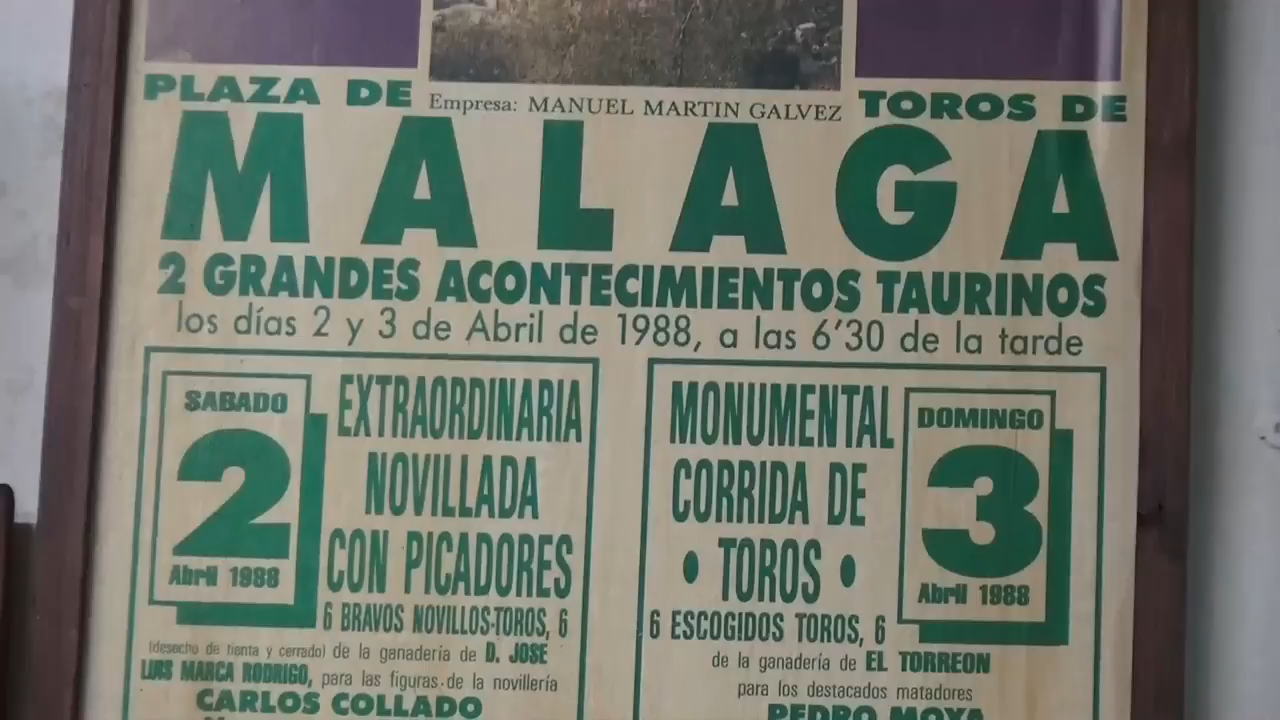 PLAZA DE
Empresa: MANUEL MARTIN GALVEZ
TOROS DE
MALAGA
2 GRANDES ACONTECIMIENTOS TAURINOS
los días 2 y 3 de Abril de 1988, a las 6'30 de la tarde
SABADO
2
Abril 1988
EXTRAORDINARIA
NOVILLADA
CON PICADORES
6 BRAVOS NOVILLOS-TOROS, 6
(desecho de tienta y cerrado) de la ganadería de D. JOSE
LUIS MARCA RODRIGO, para las figuras de la novillería
CARLOS COLLADO
MONUMENTAL
CORRIDA DE
• TOROS •
DOMINGO
3
Abril 1988
6 ESCOGIDOS TOROS, 6
de la ganadería de EL TORREON
para los destacados matadores
PEDRO MOYA